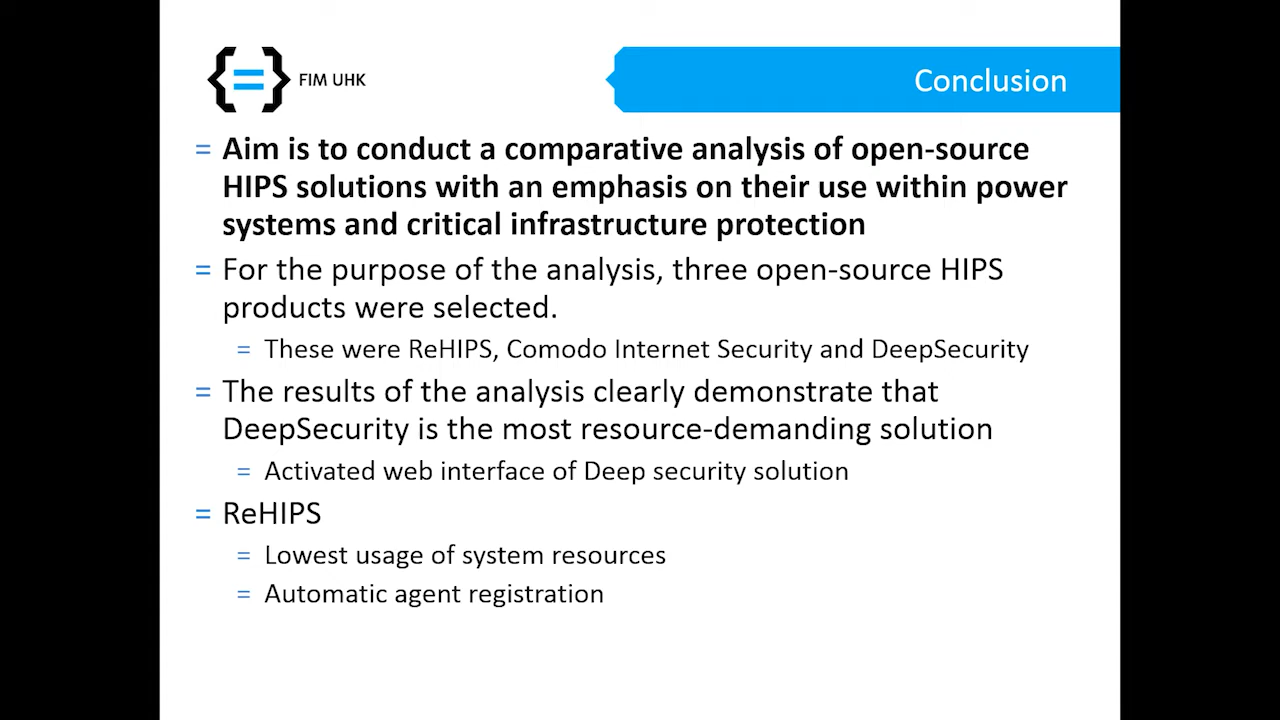 FIM UHK
Conclusion
= Aim is to conduct a comparative analysis of open-source
HIPS solutions with an emphasis on their use within power
systems and critical infrastructure protection
= For the purpose of the analysis, three open-source HIPS
products were selected.
= These were ReHIPS, Comodo Internet Security and DeepSecurity
= The results of the analysis clearly demonstrate that
DeepSecurity is the most resource-demanding solution
= Activated web interface of Deep security solution
= ReHIPS
= Lowest usage of system resources
= Automatic agent registration